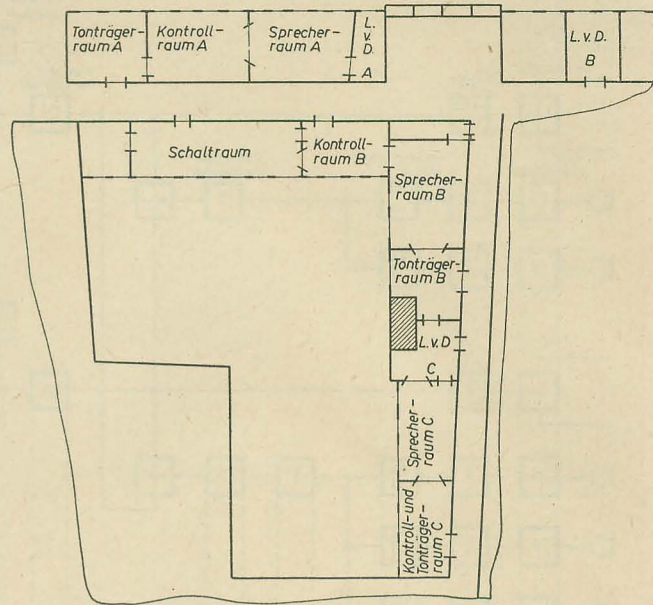 Tonträger-
raum A
Kontroll-
raum A
Sprecher-
raum A
L.
v.
D.
A
L.v.D.
B
Schaltraum
Kontroll-
raum B
Sprecher-
raum B
Tonträger-
raum B
L.v.D
C
Sprecher-
raum C
Kontroll- und
Tonträger-
raum C